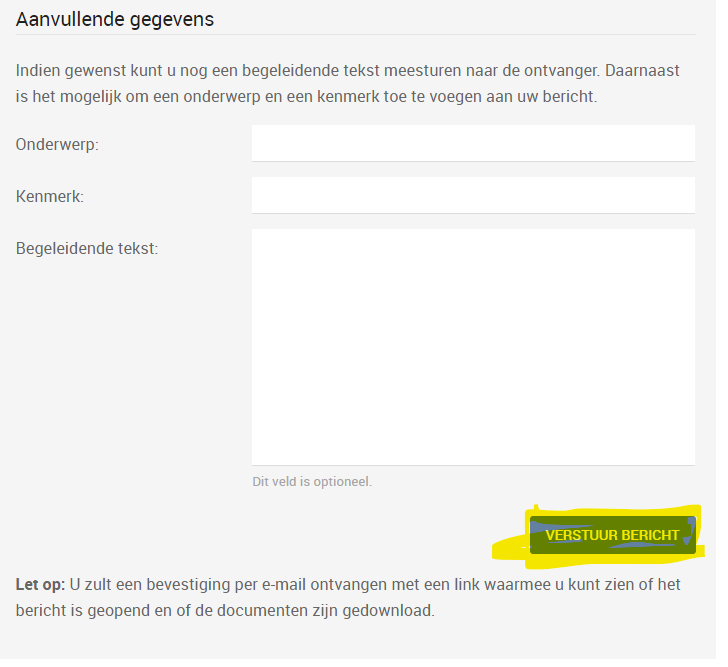 Aanvullende gegevens
Indien gewenst kunt u nog een begeleidende tekst meesturen naar de ontvanger. Daarnaast
is het mogelijk om een onderwerp en een kenmerk toe te voegen aan uw bericht.
Onderwerp:
Kenmerk:
Begeleidende tekst:
Dit veld is optioneel.
VERSTUUR BERICHT
Let op: U zult een bevestiging per e-mail ontvangen met een link waarmee u kunt zien of het
bericht is geopend en of de documenten zijn gedownload.